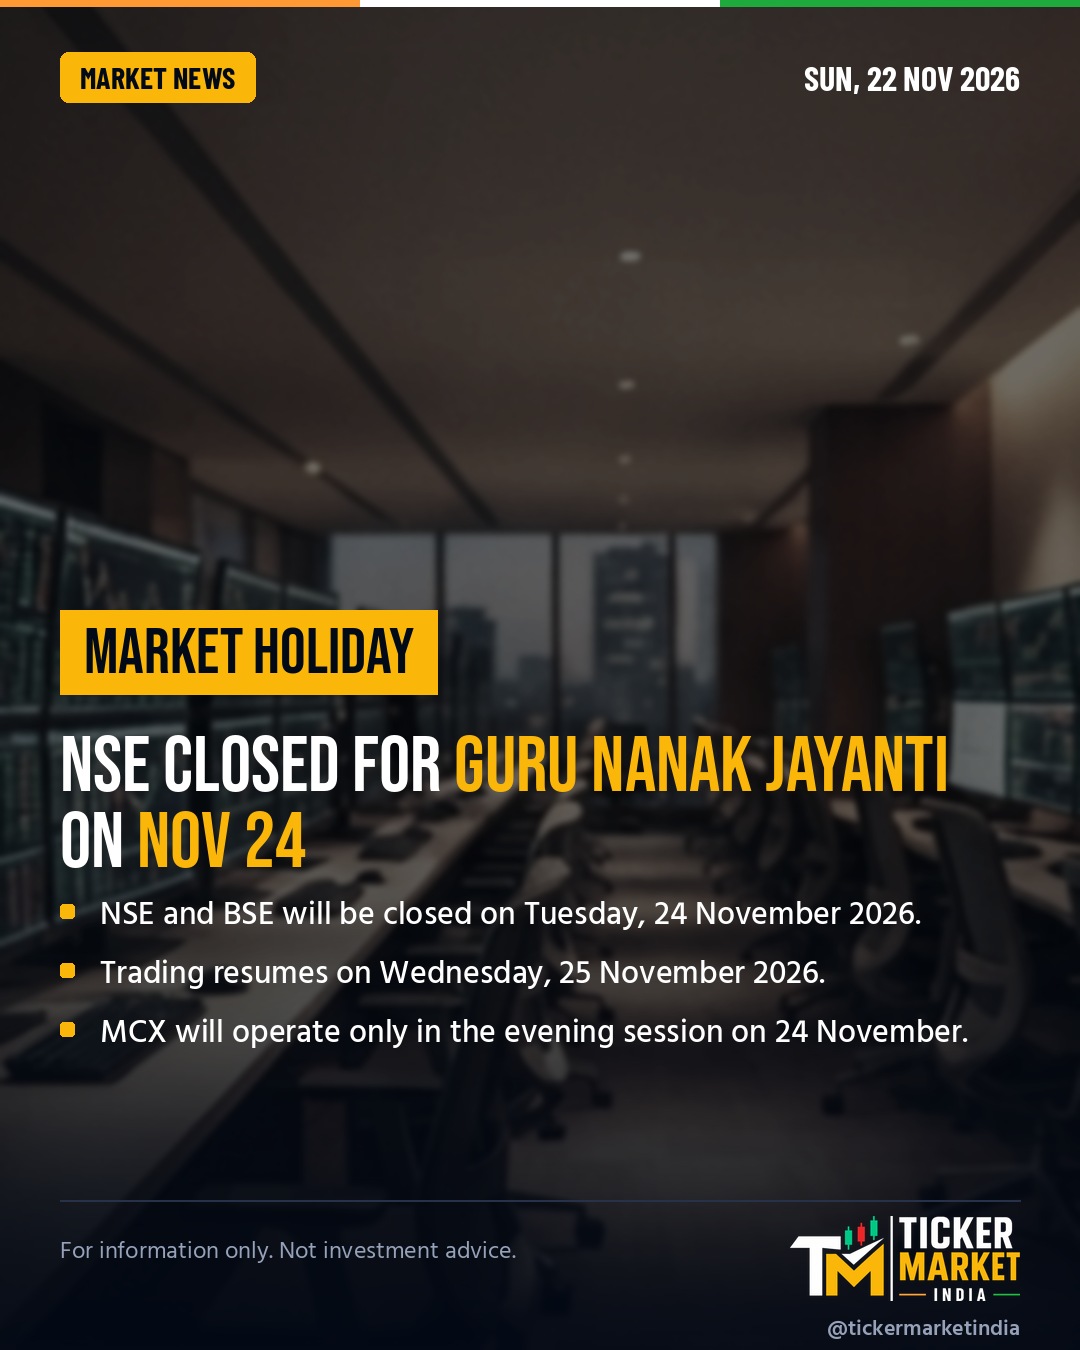 MARKET NEWS
SUN, 22 NOV 2026
MARKET HOLIDAY
NSE CLOSED FOR GURU NANAK JAYANTI
ON NOV 24
NSE and BSE will be closed on Tuesday, 24 November 2026.
Trading resumes on Wednesday, 25 November 2026.
MCX will operate only in the evening session on 24 November.
For information only. Not investment advice.
TM
TICKER
MARKET
INDIA
@tickermarketindia